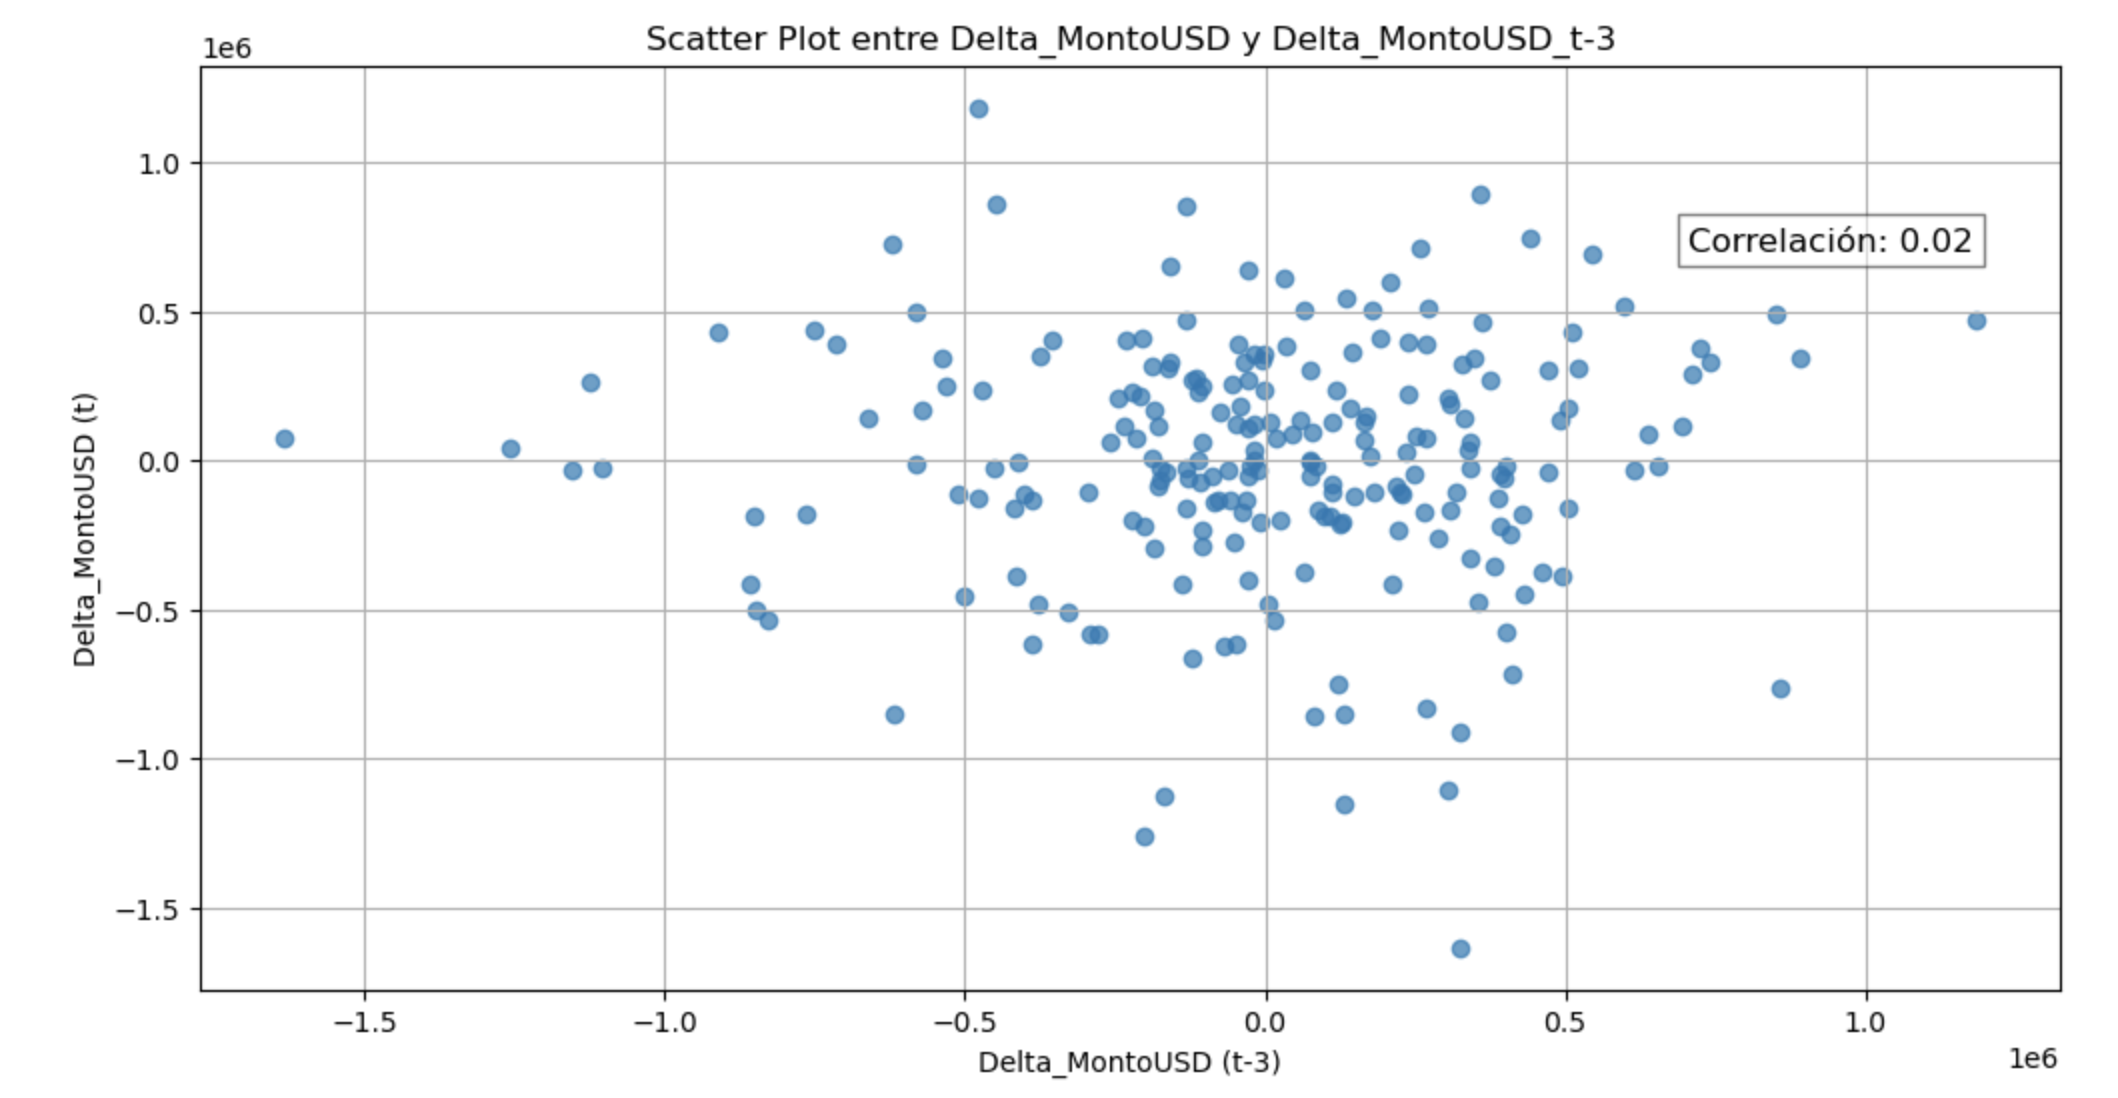 Scatter Plot entre Delta_MontoUSD y Delta_MontoUSD_t-3
1e6
1.0
0.5
0.0
−0.5
−1.0
−1.5
Delta_MontoUSD (t)
Correlación: 0.02
−1.5
−1.0
−0.5
0.0
0.5
1.0
1e6
Delta_MontoUSD (t-3)